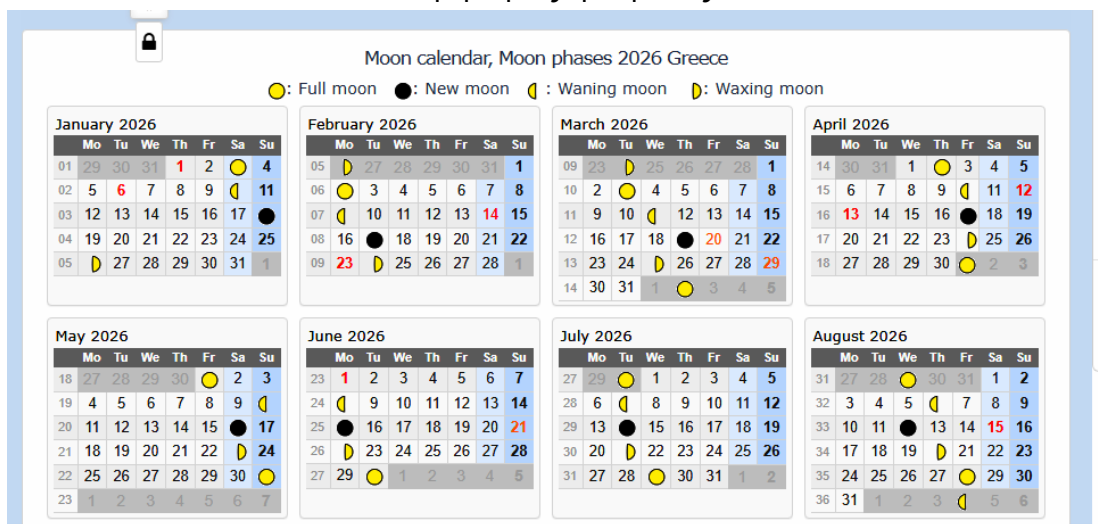 Moon calendar, Moon phases 2026 Greece
: Full moon : New moon : Waning moon : Waxing moon
January 2026
Mo Tu We Th Fr Sa Su
01 29 30 31 1 2 4
02 5 6 7 8 9 11
03 12 13 14 15 16 17
04 19 20 21 22 23 24 25
05 27 28 29 30 31 1
February 2026
Mo Tu We Th Fr Sa Su
05 27 28 29 30 31 1
06 3 4 5 6 7 8
07 10 11 12 13 14 15
08 16 18 19 20 21 22
09 23 25 26 27 28 1
March 2026
Mo Tu We Th Fr Sa Su
09 23 25 26 27 28 1
10 2 4 5 6 7 8
11 9 10 12 13 14 15
12 16 17 18 20 21 22
13 23 24 26 27 28 29
14 30 31 1 3 4 5
April 2026
Mo Tu We Th Fr Sa Su
14 30 31 1 3 4 5
15 6 7 8 9 11 12
16 13 14 15 16 18 19
17 20 21 22 23 25 26
18 27 28 29 30 2 3
May 2026
Mo Tu We Th Fr Sa Su
18 27 28 29 30 2 3
19 4 5 6 7 8 9
20 11 12 13 14 15 17
21 18 19 20 21 22 24
22 25 26 27 28 29 30
23 1 2 3 4 5 6 7
June 2026
Mo Tu We Th Fr Sa Su
23 1 2 3 4 5 6 7
24 9 10 11 12 13 14
25 16 17 18 19 20 21
26 23 24 25 26 27 28
27 29 1 2 3 4 5
July 2026
Mo Tu We Th Fr Sa Su
27 29 1 2 3 4 5
28 6 8 9 10 11 12
29 13 15 16 17 18 19
30 20 22 23 24 25 26
31 27 28 30 31 1 2
August 2026
Mo Tu We Th Fr Sa Su
31 27 28 30 31 1 2
32 3 4 5 7 8 9
33 10 11 13 14 15 16
34 17 18 19 21 22 23
35 24 25 26 27 29 30
36 31 1 2 3 5 6